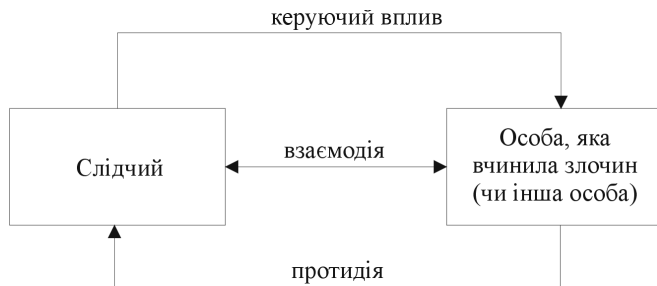 керуючий вплив
Слідчий
взаємодія
Особа, яка
вчинила злочин
(чи інша особа)
протидія